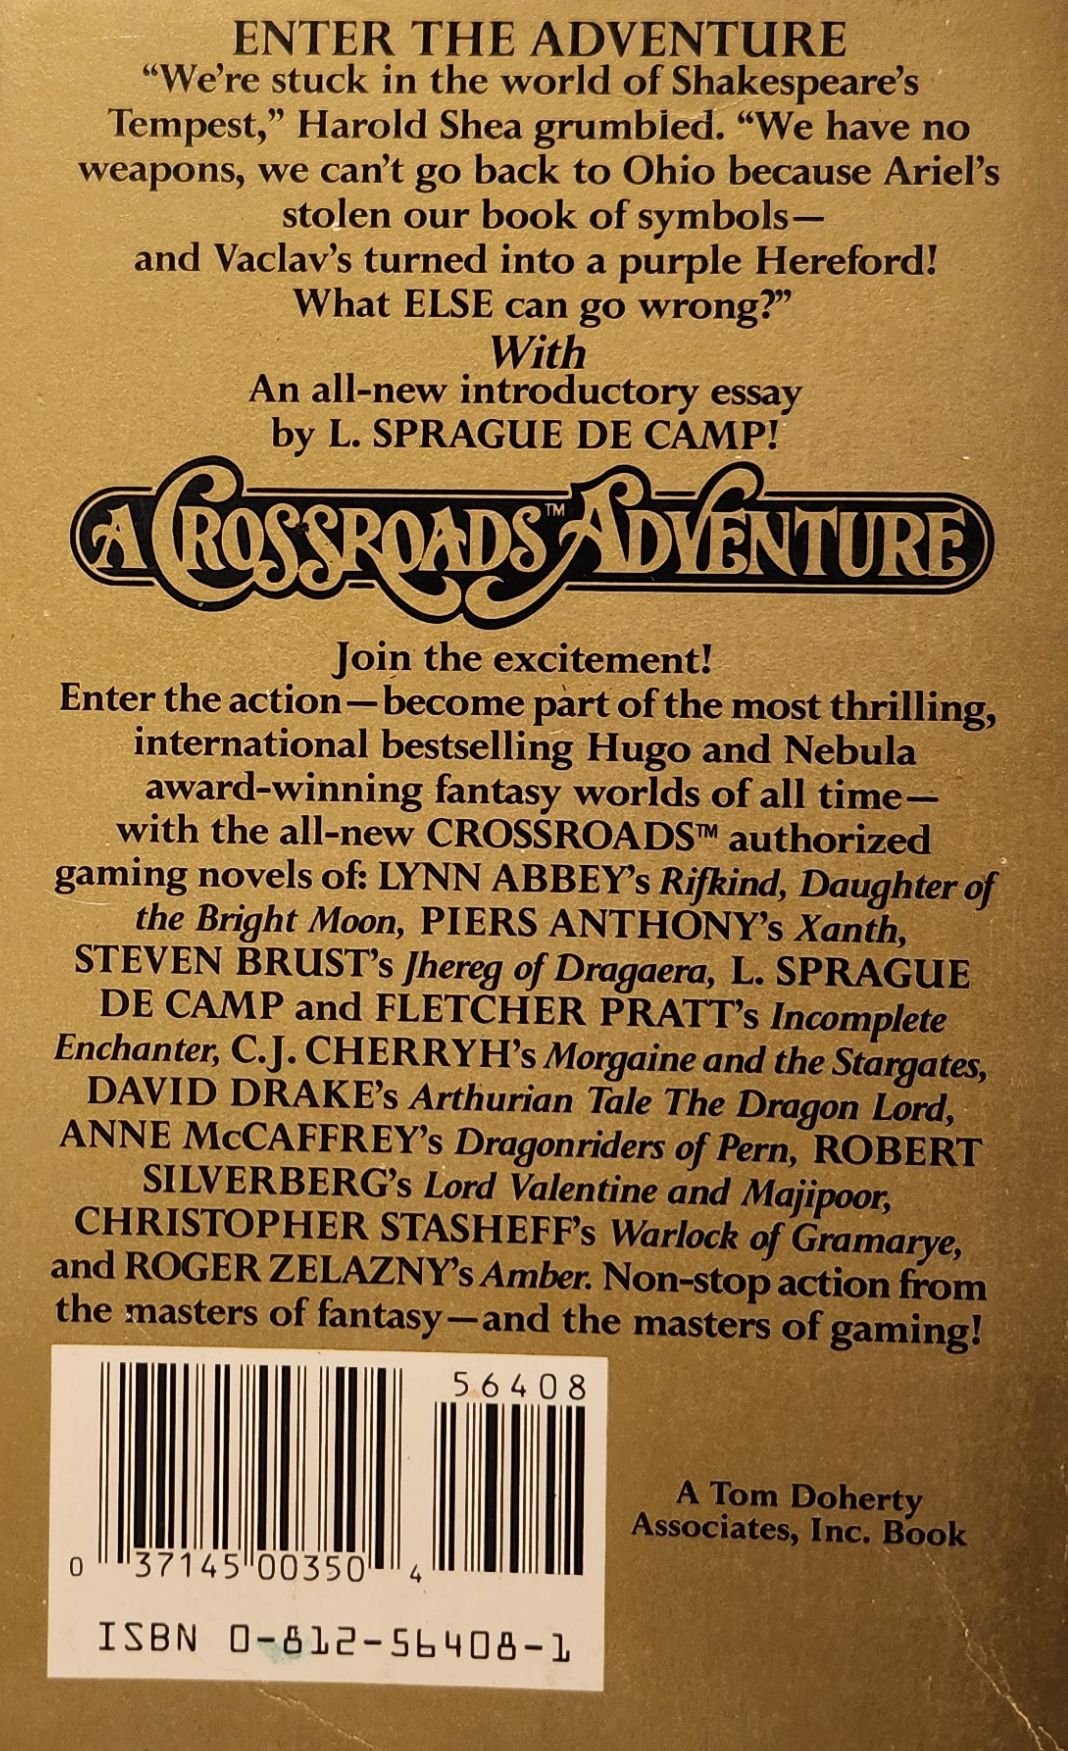 ENTER THE ADVENTURE
“We’re stuck in the world of Shakespeare’s
Tempest,” Harold Shea grumbled. “We have no
weapons, we can’t go back to Ohio because Ariel’s
stolen our book of symbols—
and Vaclav’s turned into a purple Hereford!
What ELSE can go wrong?”
With
An all-new introductory essay
by L. SPRAGUE DE CAMP!
A CROSSROADS™ ADVENTURE
Join the excitement!
Enter the action—become part of the most thrilling,
international bestselling Hugo and Nebula
award-winning fantasy worlds of all time—
with the all-new CROSSROADS™ authorized
gaming novels of: LYNN ABBEY’s Rifkind, Daughter of
the Bright Moon, PIERS ANTHONY’s Xanth,
STEVEN BRUST’s Jhereg of Dragaera, L. SPRAGUE
DE CAMP and FLETCHER PRATT’s Incomplete
Enchanter, C.J. CHERRYH’s Morgaine and the Stargates,
DAVID DRAKE’s Arthurian Tale The Dragon Lord,
ANNE McCAFFREY’s Dragonriders of Pern, ROBERT
SILVERBERG’s Lord Valentine and Majipoor,
CHRISTOPHER STASHEFF’s Warlock of Gramarye,
and ROGER ZELAZNY’s Amber. Non-stop action from
the masters of fantasy—and the masters of gaming!
56408
0 37145 00350 4
ISBN 0-812-56408-1
A Tom Doherty
Associates, Inc. Book